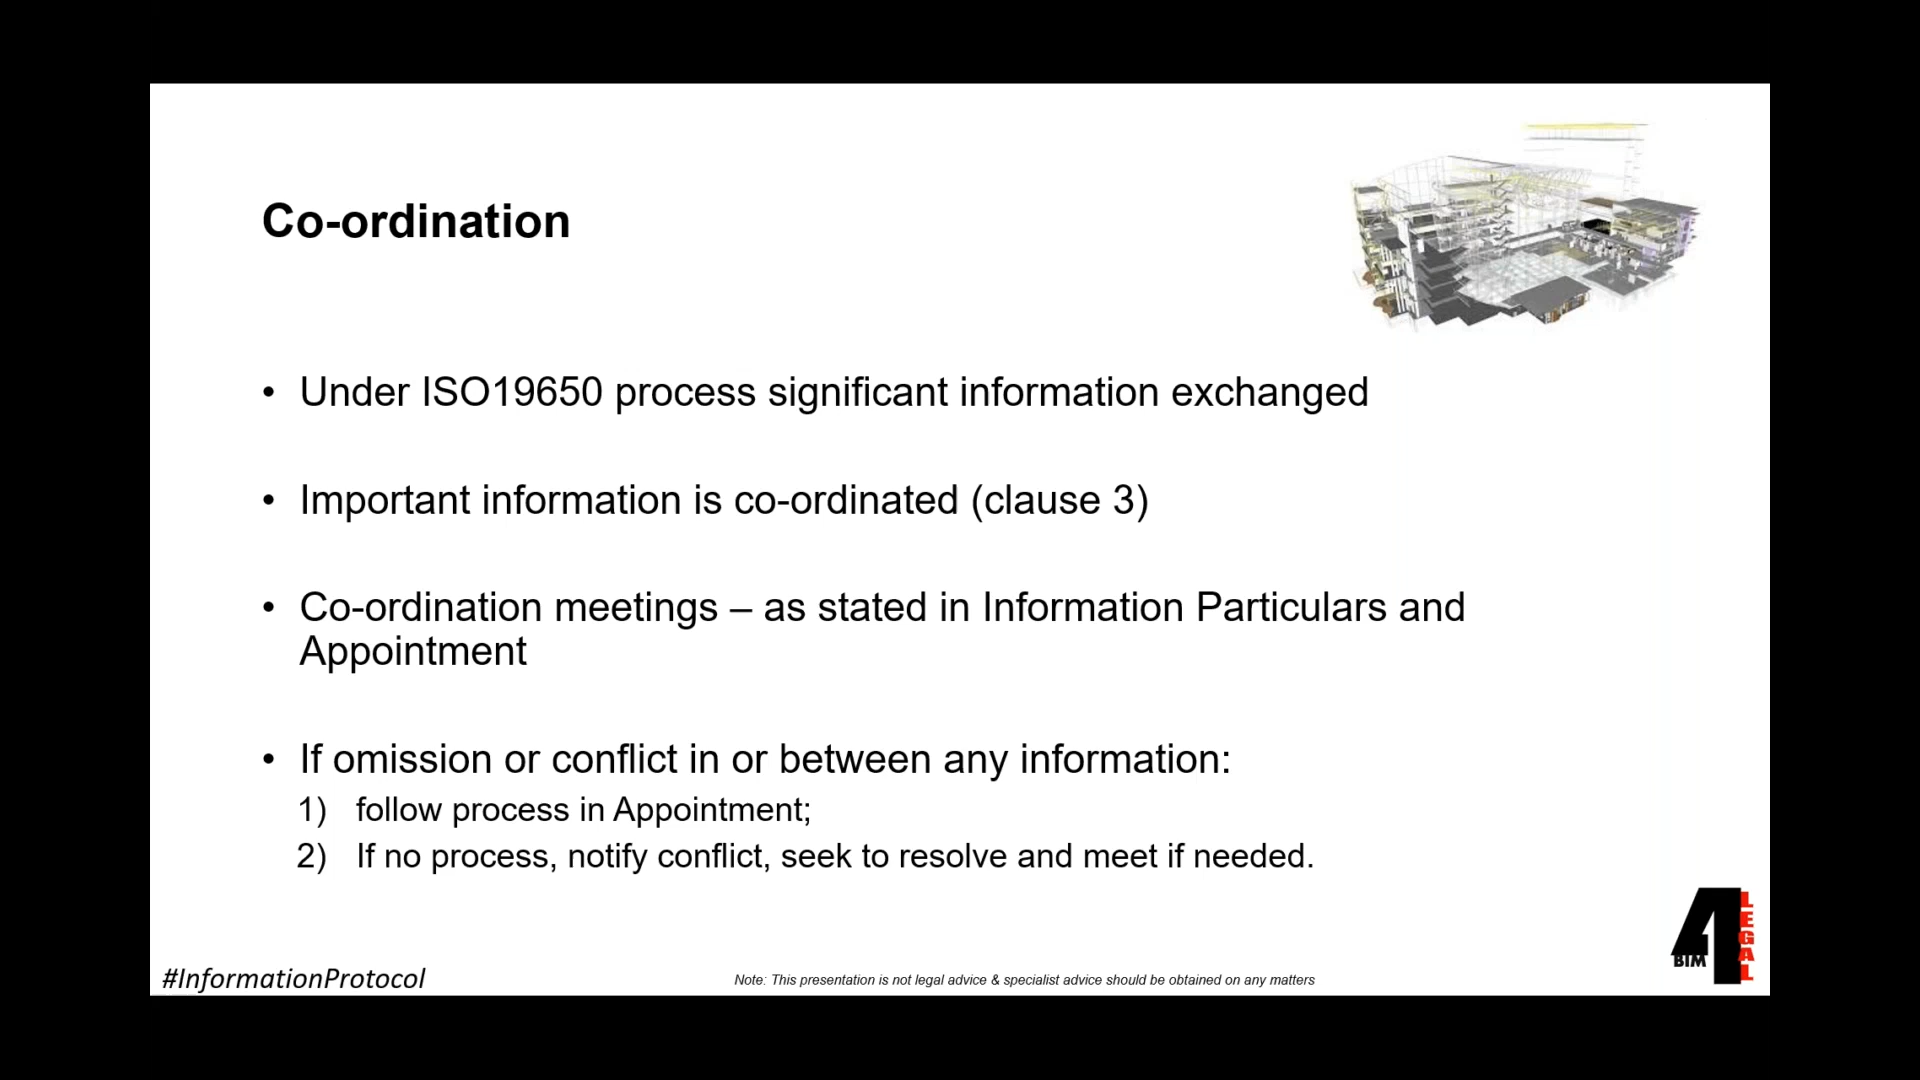 Co-ordination
• Under ISO19650 process significant information exchanged
• Important information is co-ordinated (clause 3)
• Co-ordination meetings – as stated in Information Particulars and
Appointment
• If omission or conflict in or between any information:
1) follow process in Appointment;
2) If no process, notify conflict, seek to resolve and meet if needed.
#InformationProtocol
Note: This presentation is not legal advice & specialist advice should be obtained on any matters
BIM
4
LEGAL